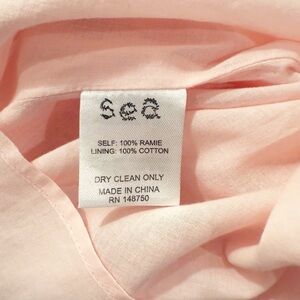 sea
SELF: 100% RAMIE
LINING: 100% COTTON
DRY CLEAN ONLY
MADE IN CHINA
RN 148750